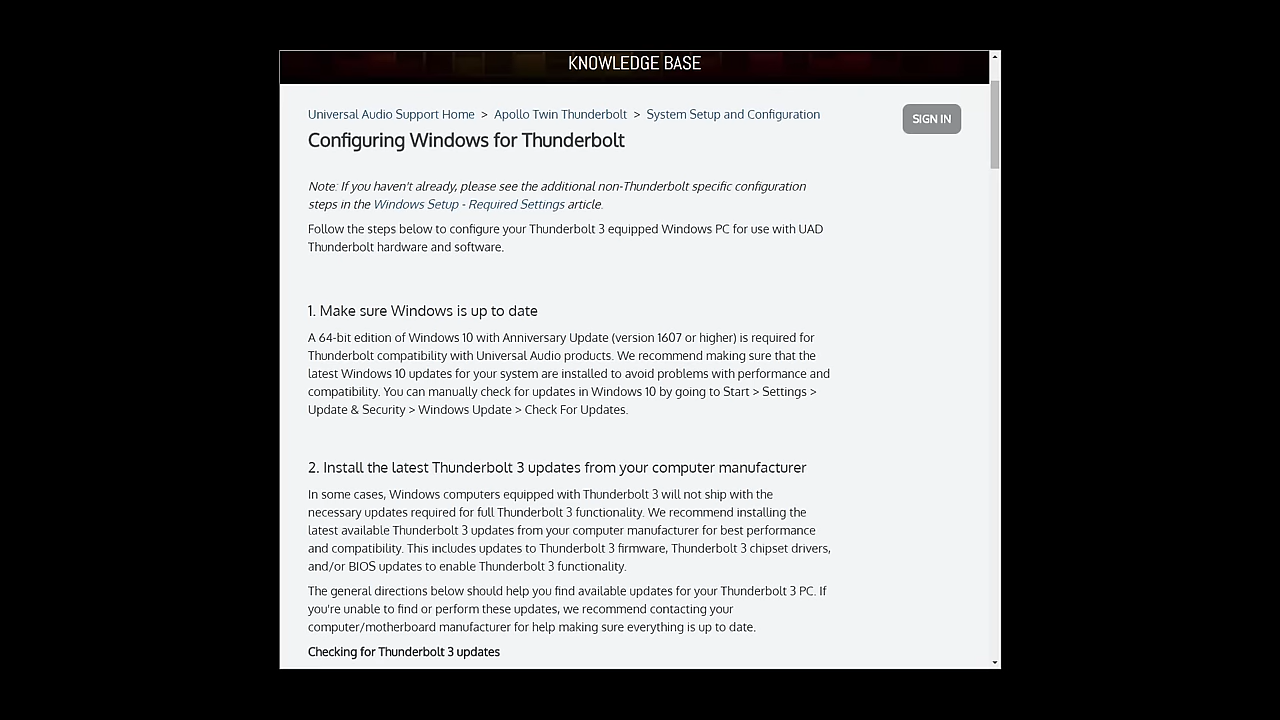 KNOWLEDGE BASE
Universal Audio Support Home > Apollo Twin Thunderbolt > System Setup and Configuration
SIGN IN
Configuring Windows for Thunderbolt
Note: If you haven't already, please see the additional non-Thunderbolt specific configuration
steps in the Windows Setup - Required Settings article.
Follow the steps below to configure your Thunderbolt 3 equipped Windows PC for use with UAD
Thunderbolt hardware and software.
1. Make sure Windows is up to date
A 64-bit edition of Windows 10 with Anniversary Update (version 1607 or higher) is required for
Thunderbolt compatibility with Universal Audio products. We recommend making sure that the
latest Windows 10 updates for your system are installed to avoid problems with performance and
compatibility. You can manually check for updates in Windows 10 by going to Start > Settings >
Update & Security > Windows Update > Check For Updates.
2. Install the latest Thunderbolt 3 updates from your computer manufacturer
In some cases, Windows computers equipped with Thunderbolt 3 will not ship with the
necessary updates required for full Thunderbolt 3 functionality. We recommend installing the
latest available Thunderbolt 3 updates from your computer manufacturer for best performance
and compatibility. This includes updates to Thunderbolt 3 firmware, Thunderbolt 3 chipset drivers,
and/or BIOS updates to enable Thunderbolt 3 functionality.
The general directions below should help you find available updates for your Thunderbolt 3 PC. If
you're unable to find or perform these updates, we recommend contacting your
computer/motherboard manufacturer for help making sure everything is up to date.
Checking for Thunderbolt 3 updates